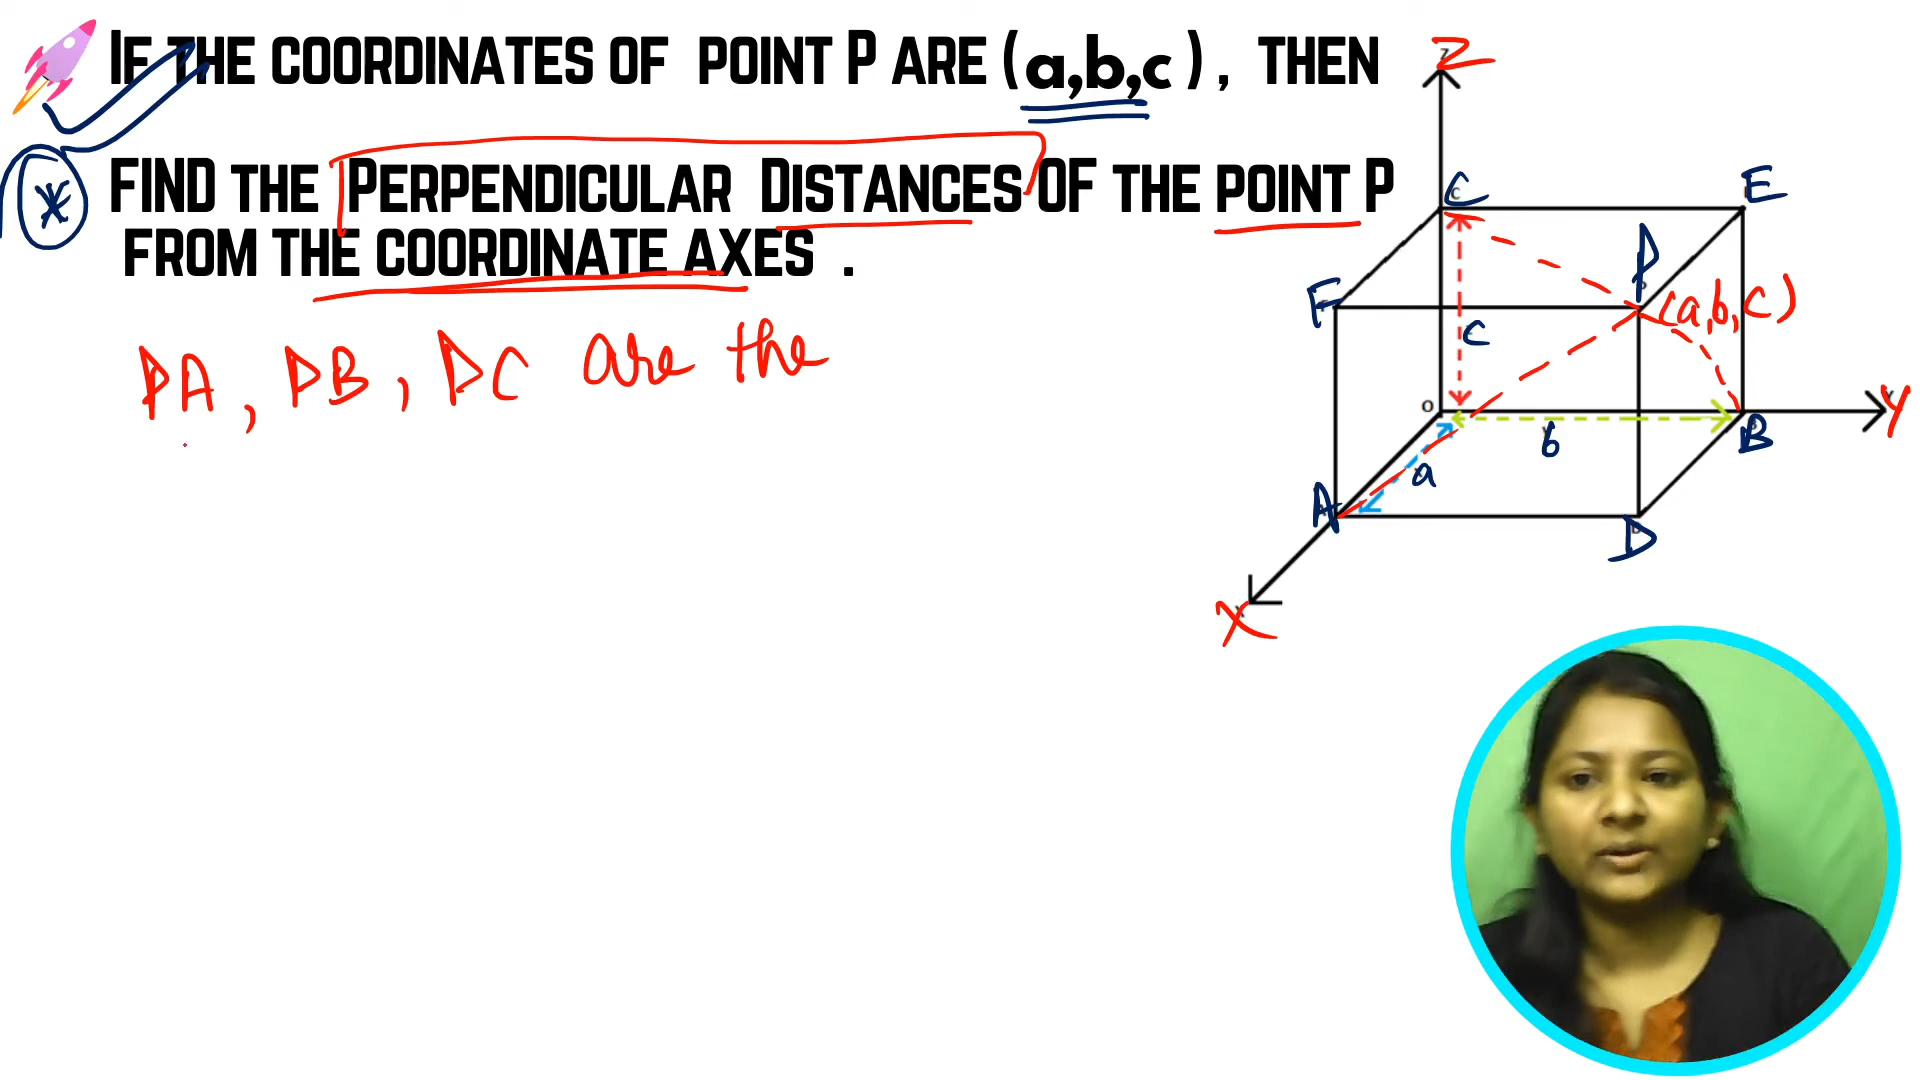 IF THE COORDINATES OF POINT P ARE (a,b,c), THEN
FIND THE PERPENDICULAR DISTANCES OF THE POINT P
FROM THE COORDINATE AXES .
PA, PB, PC are the
Z
C
E
P
F
(a,b,c)
c
O
Y
b
B
a
A
D
X